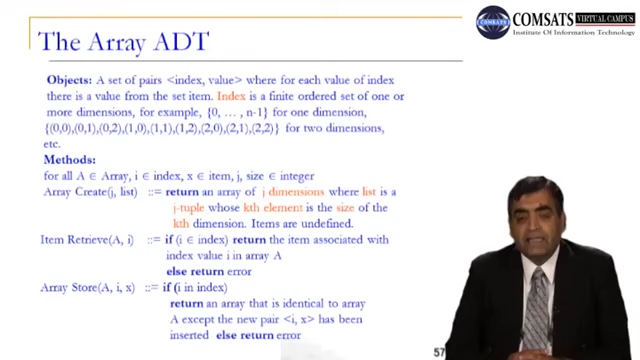 The Array ADT
COMSATS VIRTUAL CAMPUS
Institute Of Information Technology
Objects: A set of pairs <index, value> where for each value of index
there is a value from the set item. Index is a finite ordered set of one or
more dimensions, for example, {0, … , n-1} for one dimension,
{(0,0),(0,1),(0,2),(1,0),(1,1),(1,2),(2,0),(2,1),(2,2)} for two dimensions,
etc.
Methods:
for all A ∈ Array, i ∈ index, x ∈ item, j, size ∈ integer
Array Create(j, list) ::= return an array of j dimensions where list is a
j-tuple whose kth element is the size of the
kth dimension. Items are undefined.
Item Retrieve(A, i) ::= if (i ∈ index) return the item associated with
index value i in array A
else return error
Array Store(A, i, x) ::= if (i in index)
return an array that is identical to array
A except the new pair <i, x> has been
inserted else return error
57